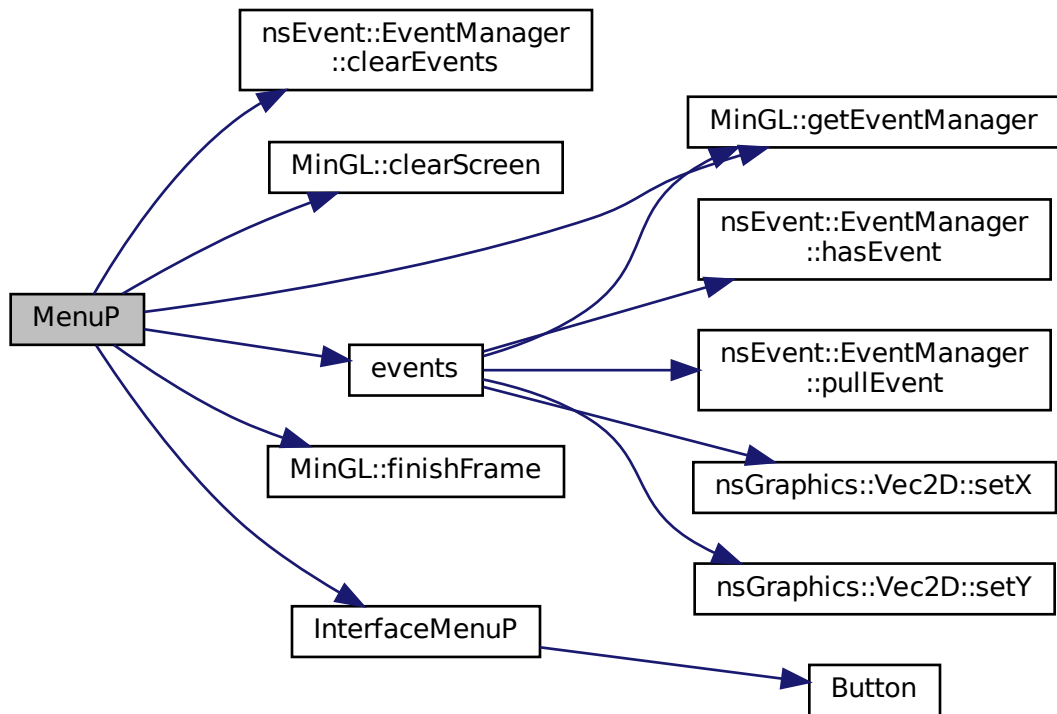 nsEvent::EventManager
::clearEvents
MinGL::getEventManager
MinGL::clearScreen
nsEvent::EventManager
::hasEvent
MenuP
events
nsEvent::EventManager
::pullEvent
MinGL::finishFrame
nsGraphics::Vec2D::setX
nsGraphics::Vec2D::setY
InterfaceMenuP
Button